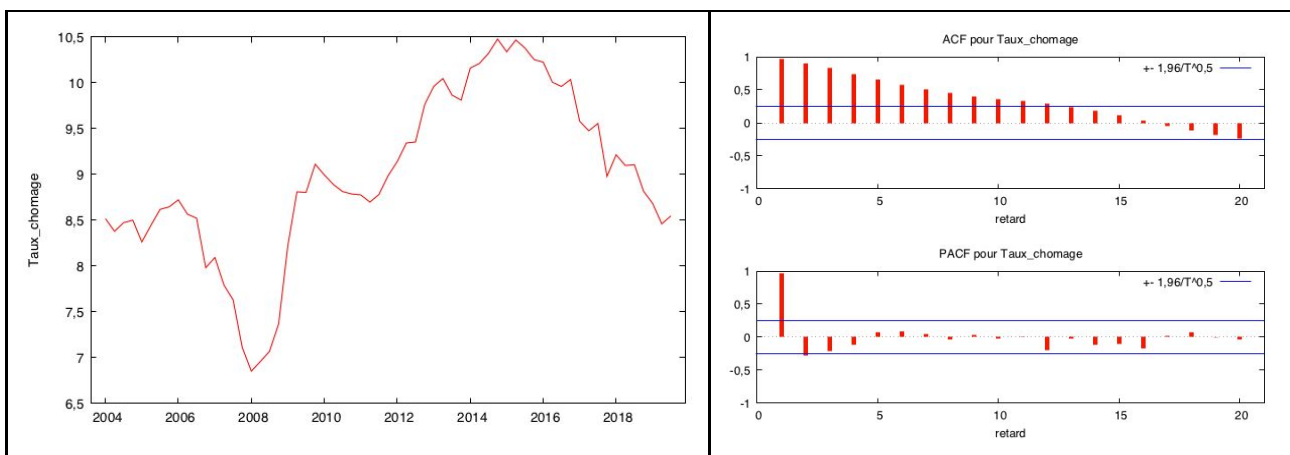 10,5
10
9,5
9
8,5
8
7,5
7
6,5
Taux_chomage
2004 2006 2008 2010 2012 2014 2016 2018
ACF pour Taux_chomage
+- 1,96/T^0,5
1
0,5
0
-0,5
-1
0 5 10 15 20
retard
PACF pour Taux_chomage
+- 1,96/T^0,5
1
0,5
0
-0,5
-1
0 5 10 15 20
retard